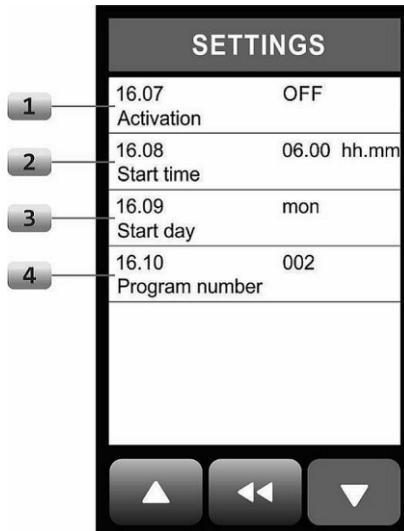 SETTINGS
1
16.07 OFF
Activation
2
16.08 06.00 hh.mm
Start time
3
16.09 mon
Start day
4
16.10 002
Program number